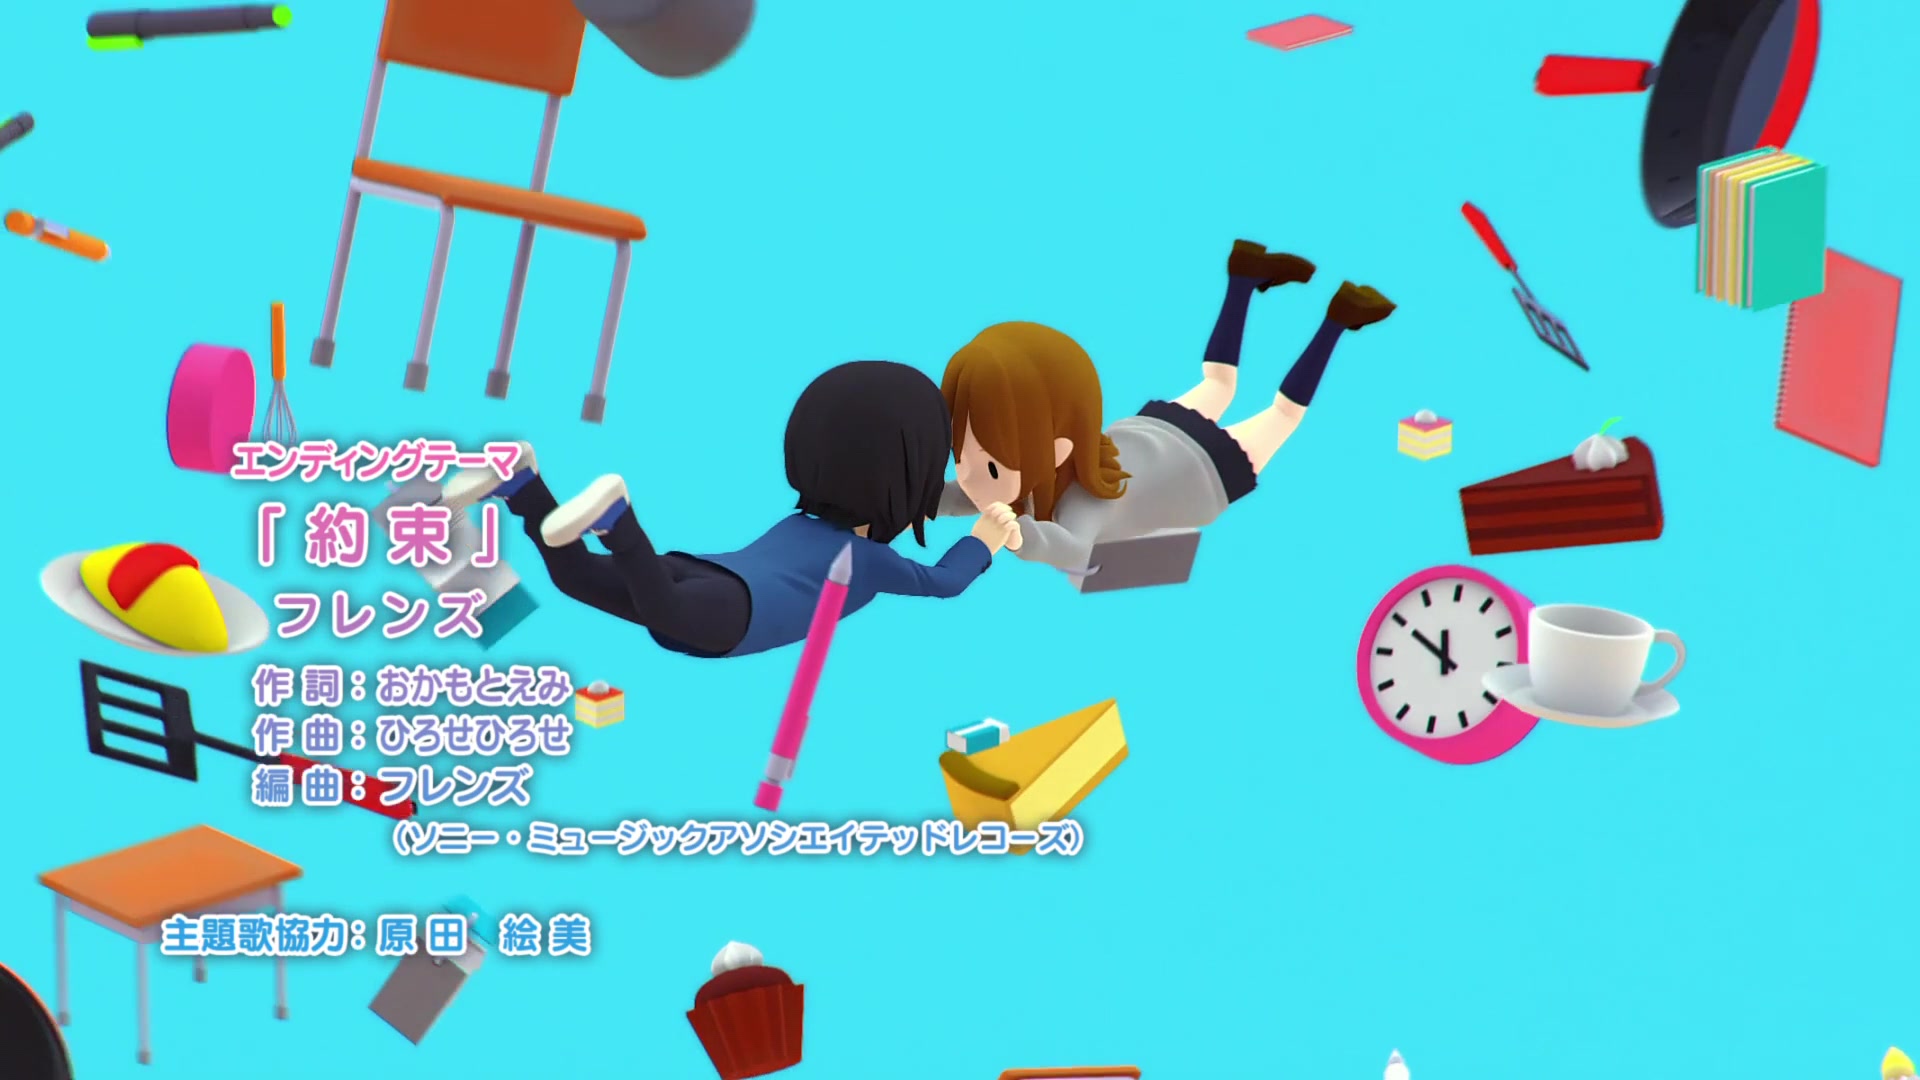 エンディングテーマ
「約束」
フレンズ
作詞：おかもとえみ
作曲：ひろせひろせ
編曲：フレンズ
（ソニー・ミュージックアソシエイテッドレコーズ）
主題歌協力：原田 絵美